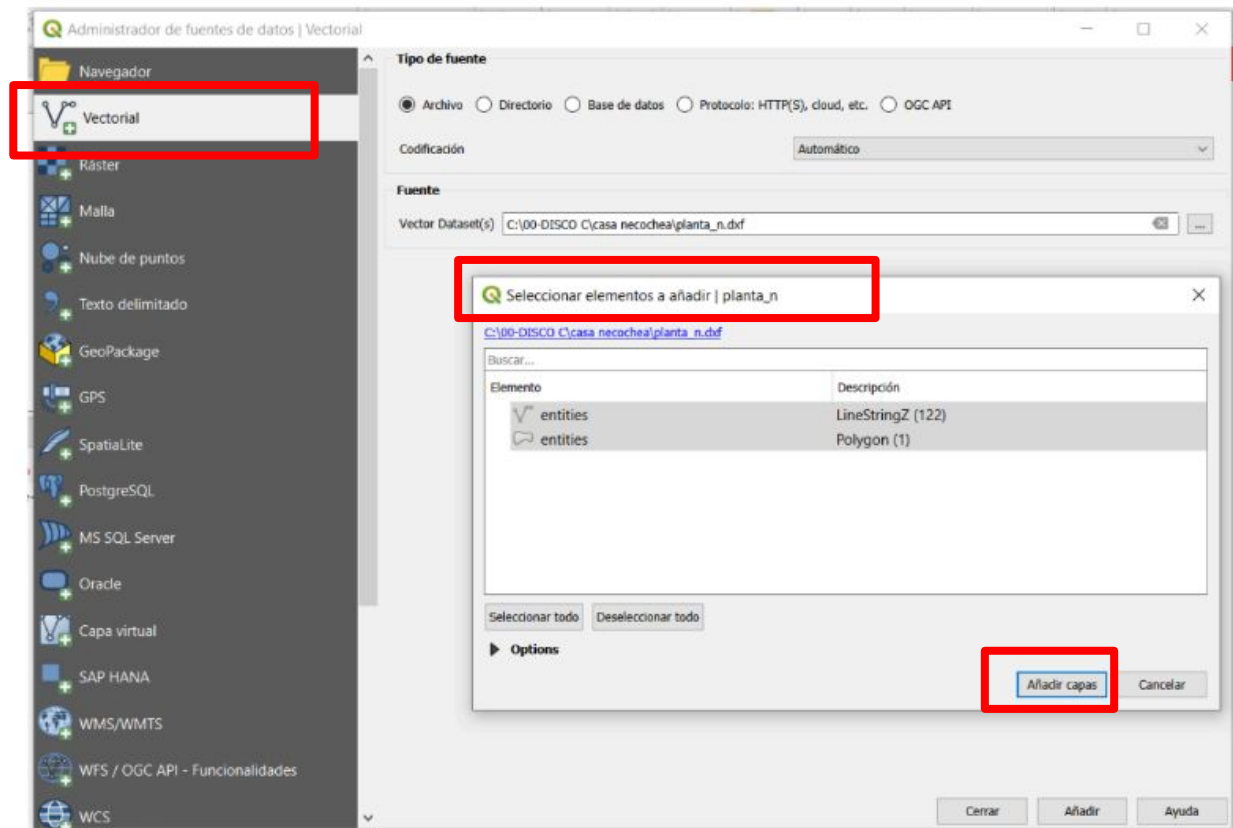 Administrador de fuentes de datos | Vectorial
Navegador
Vectorial
Ráster
Malla
Nube de puntos
Texto delimitado
GeoPackage
GPS
SpatiaLite
PostgreSQL
MS SQL Server
Oracle
Capa virtual
SAP HANA
WMS/WMTS
WFS / OGC API - Funcionalidades
WCS
Tipo de fuente
Archivo Directorio Base de datos Protocolo: HTTP(S), cloud, etc. OGC API
Codificación Automático
Fuente
Vector Dataset(s) C:\00-DISCO C\casa necochea\planta_n.dxf ...
Seleccionar elementos a añadir | planta_n
C:\00-DISCO C\casa necochea\planta_n.dxf
Buscar...
Elemento Descripción
entities LineStringZ (122)
entities Polygon (1)
Seleccionar todo Deseleccionar todo
Options
Añadir capas Cancelar
Cerrar Añadir Ayuda